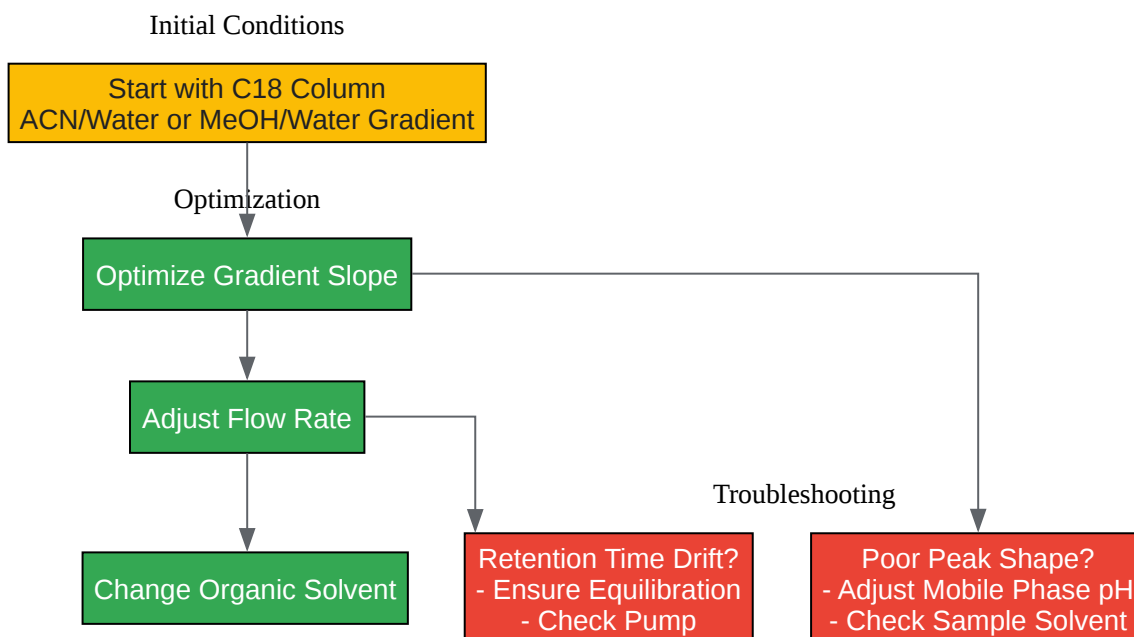 Initial Conditions
Start with C18 Column
ACN/Water or MeOH/Water Gradient
Optimization
Optimize Gradient Slope
Adjust Flow Rate
Troubleshooting
Change Organic Solvent
Retention Time Drift?
- Ensure Equilibration
- Check Pump
Poor Peak Shape?
- Adjust Mobile Phase pH
- Check Sample Solvent